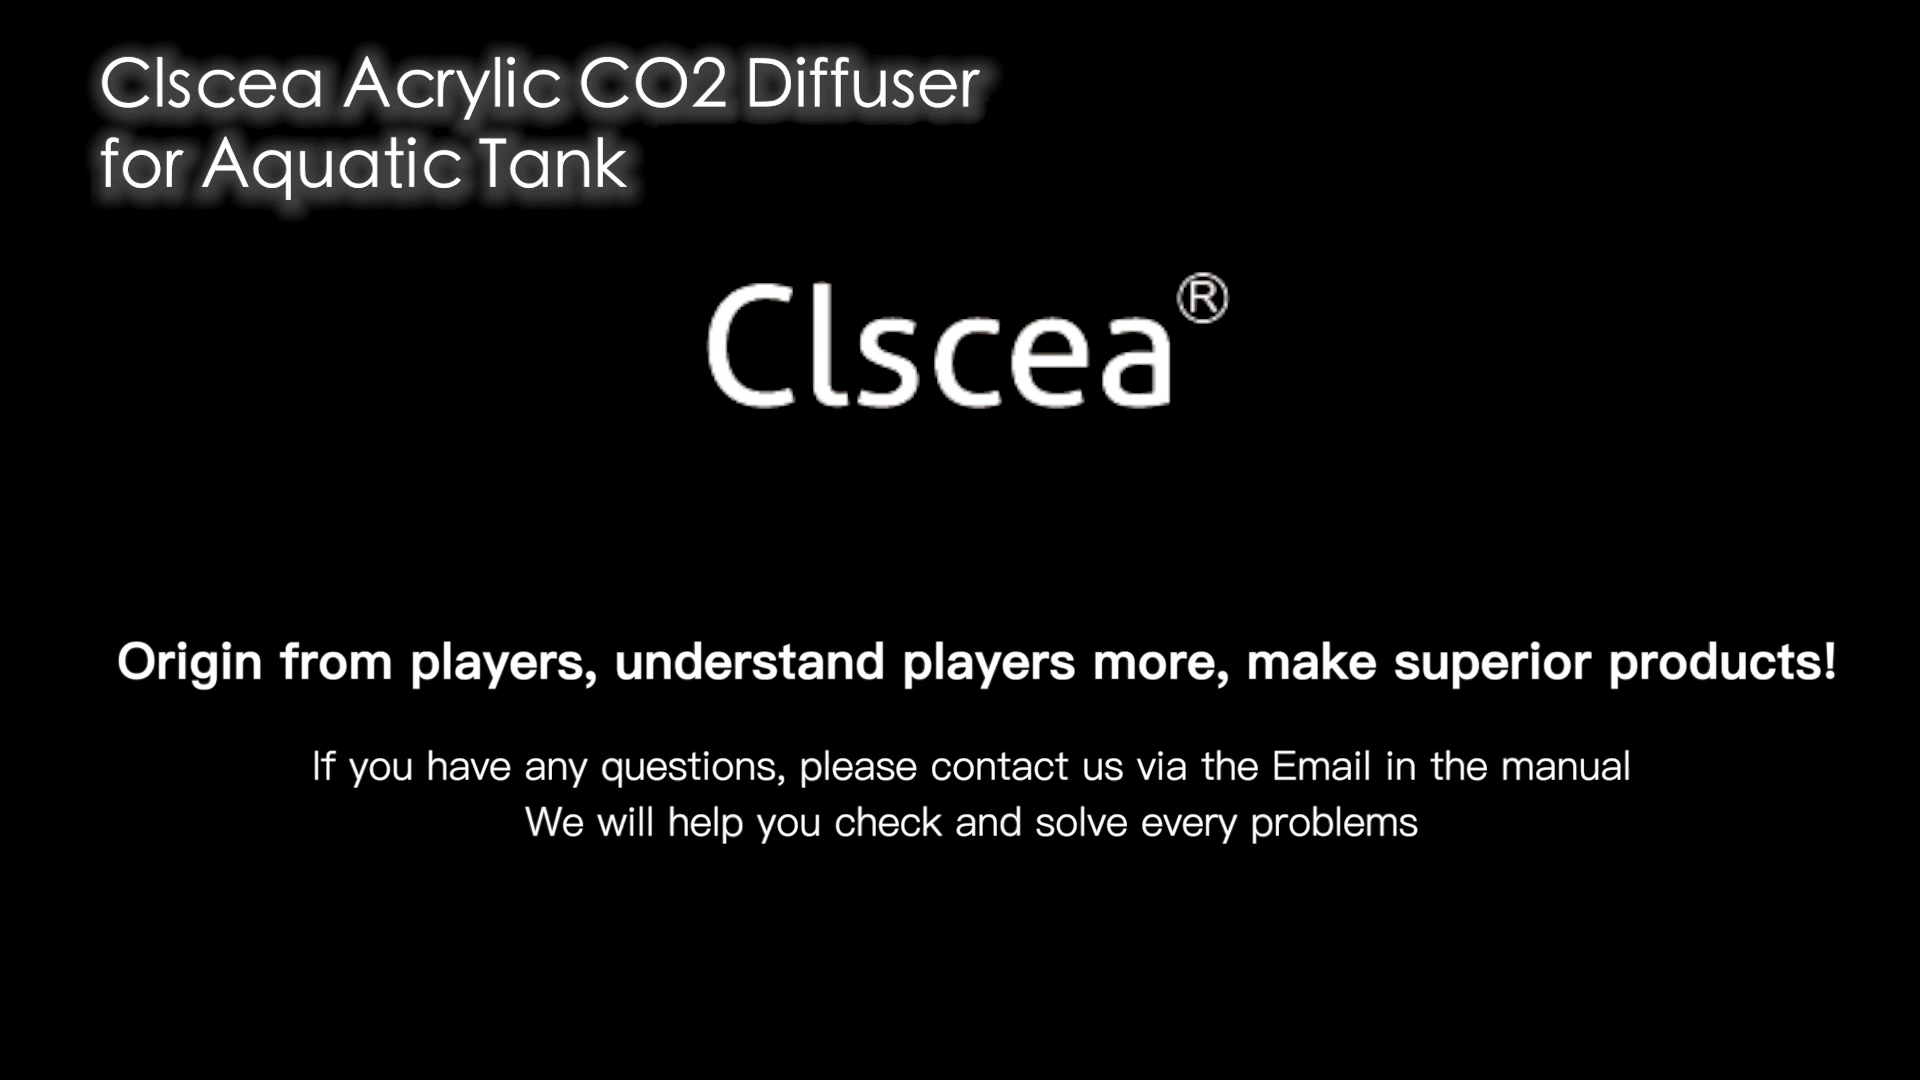 Clscea Acrylic CO2 Diffuser
for Aquatic Tank
Clscea®
Origin from players, understand players more, make superior products!
If you have any questions, please contact us via the Email in the manual
We will help you check and solve every problems